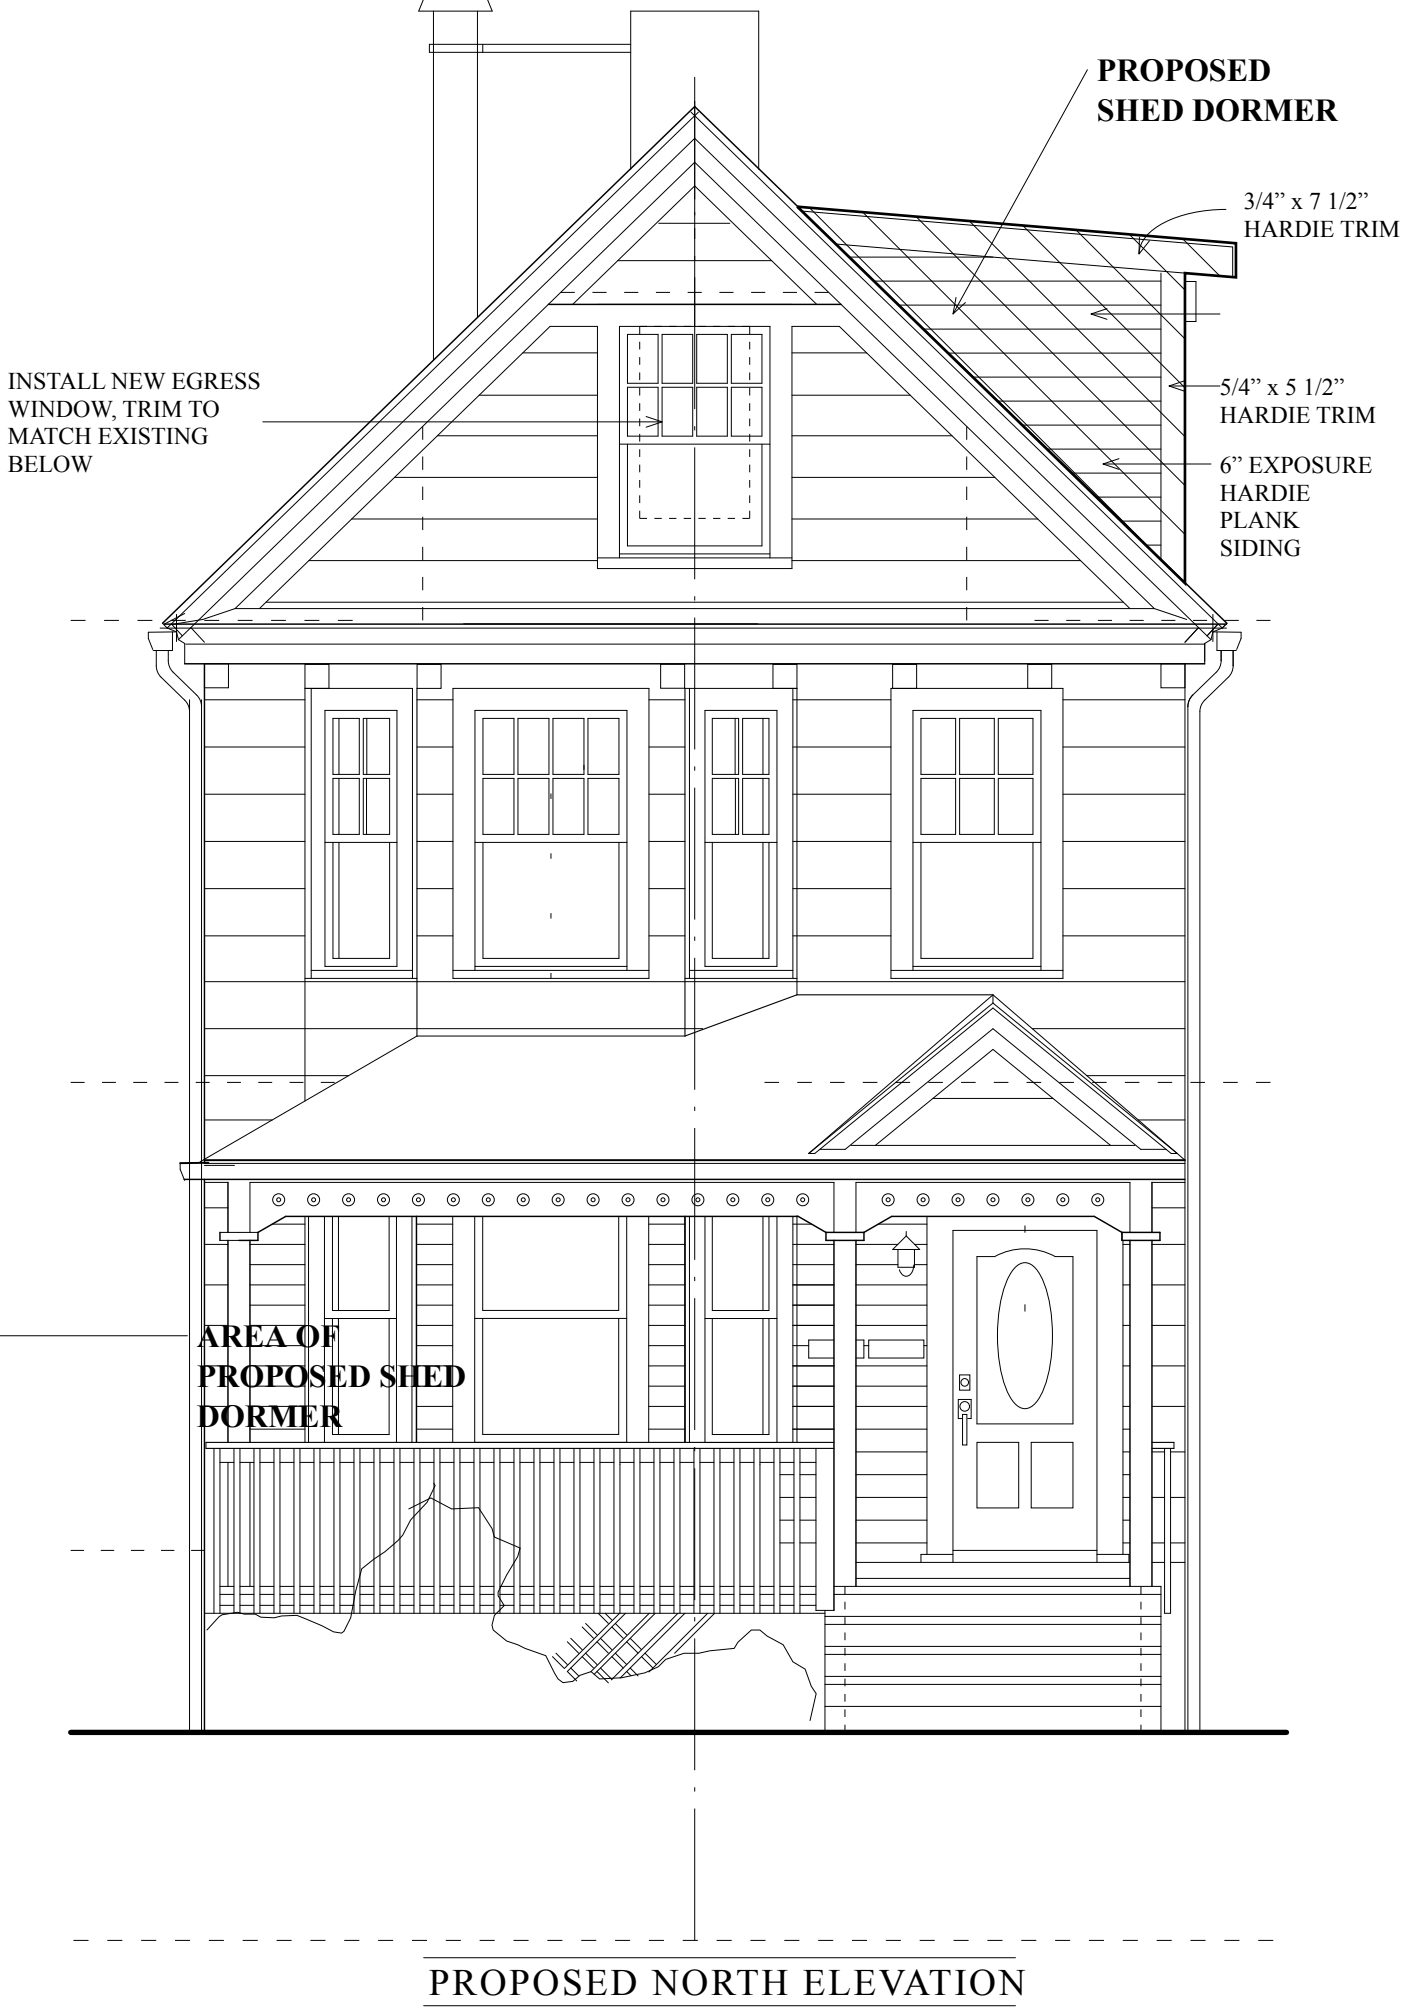 PROPOSED
SHED DORMER
3/4” x 7 1/2”
HARDIE TRIM
INSTALL NEW EGRESS
WINDOW, TRIM TO
MATCH EXISTING
BELOW
5/4” x 5 1/2”
HARDIE TRIM
6” EXPOSURE
HARDIE
PLANK
SIDING
AREA OF
PROPOSED SHED
DORMER
PROPOSED NORTH ELEVATION